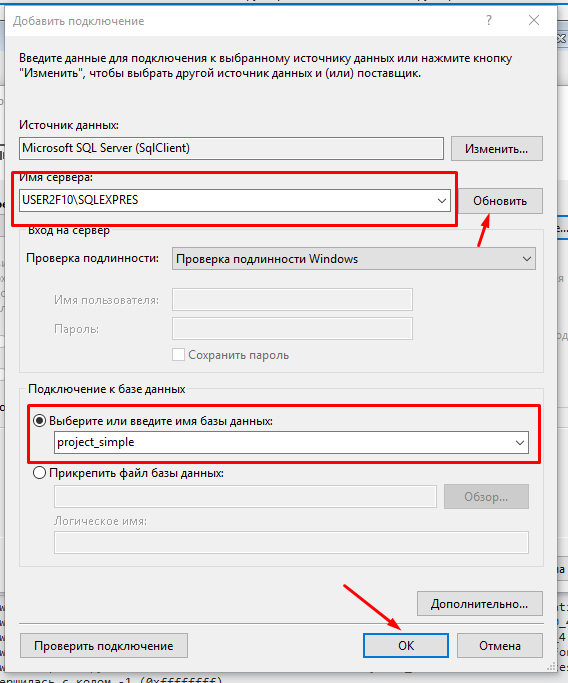 Добавить подключение
?
Введите данные для подключения к выбранному источнику данных или нажмите кнопку
"Изменить", чтобы выбрать другой источник данных и (или) поставщик.
Источник данных:
Microsoft SQL Server (SqlClient)
Изменить...
Имя сервера:
USER2F10\SQLEXPRES
Обновить
Вход на сервер
Проверка подлинности:
Проверка подлинности Windows
Имя пользователя:
Пароль:
Сохранить пароль
Подключение к базе данных
Выберите или введите имя базы данных:
project_simple
Прикрепить файл базы данных:
Обзор...
Логическое имя:
Дополнительно...
Проверить подключение
ОК
Отмена
ершилась с кодом -1 (0xffffffff)